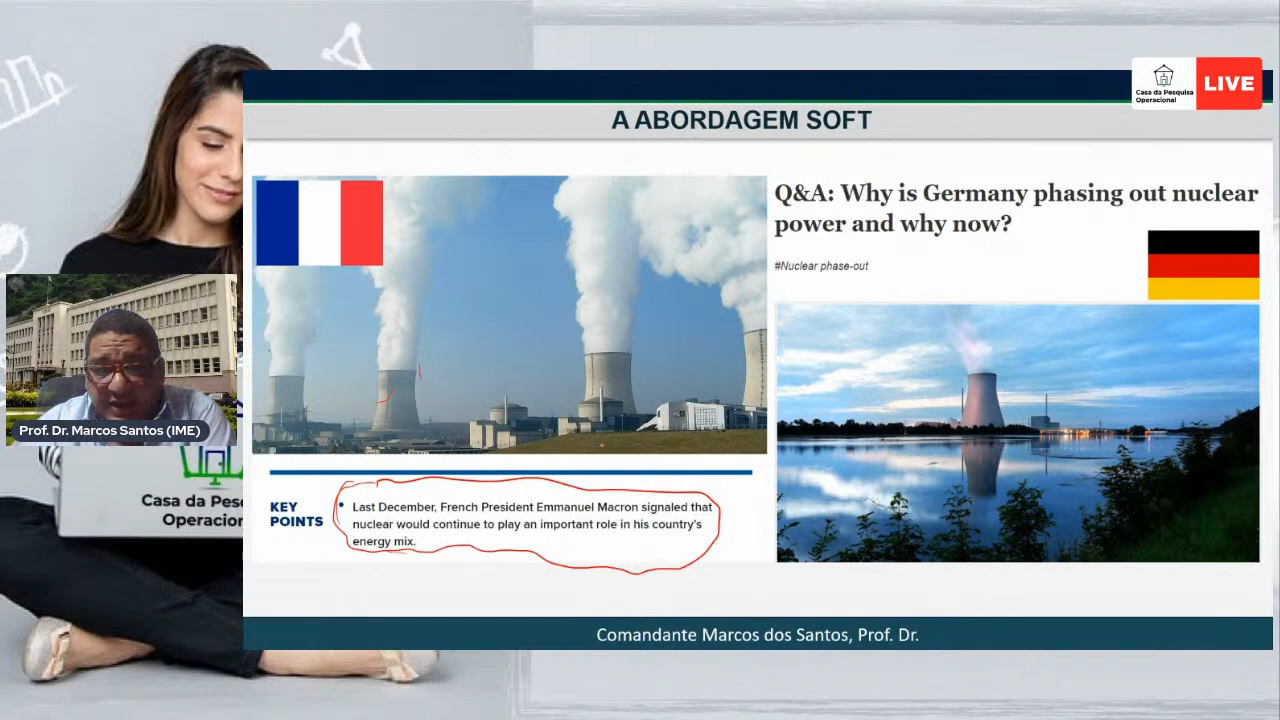 Casa da Pesquisa
Operacional
LIVE
A ABORDAGEM SOFT
Q&A: Why is Germany phasing out nuclear
power and why now?
#Nuclear phase-out
KEY
POINTS
• Last December, French President Emmanuel Macron signaled that
nuclear would continue to play an important role in his country's
energy mix.
Prof. Dr. Marcos Santos (IME)
Casa da Pes
Operacion
Comandante Marcos dos Santos, Prof. Dr.